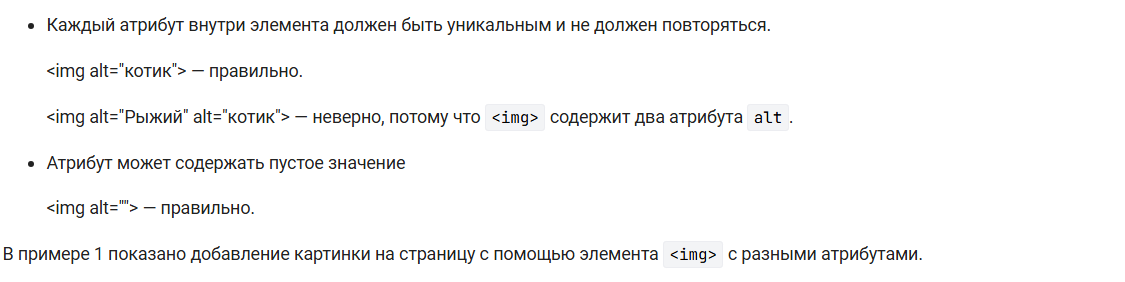 Каждый атрибут внутри элемента должен быть уникальным и не должен повторяться.
<img alt="котик"> — правильно.
<img alt="Рыжий" alt="котик"> — неверно, потому что <img> содержит два атрибута alt.
Атрибут может содержать пустое значение
<img alt=""> — правильно.
В примере 1 показано добавление картинки на страницу с помощью элемента <img> с разными атрибутами.